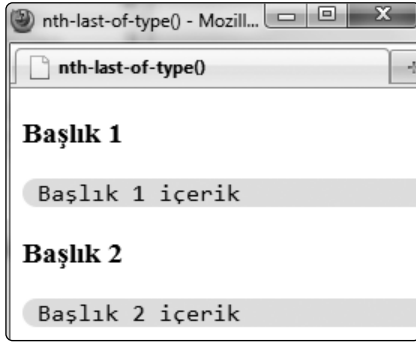 nth-last-of-type() - Mozill...
nth-last-of-type()
Başlık 1
Başlık 1 içerik
Başlık 2
Başlık 2 içerik